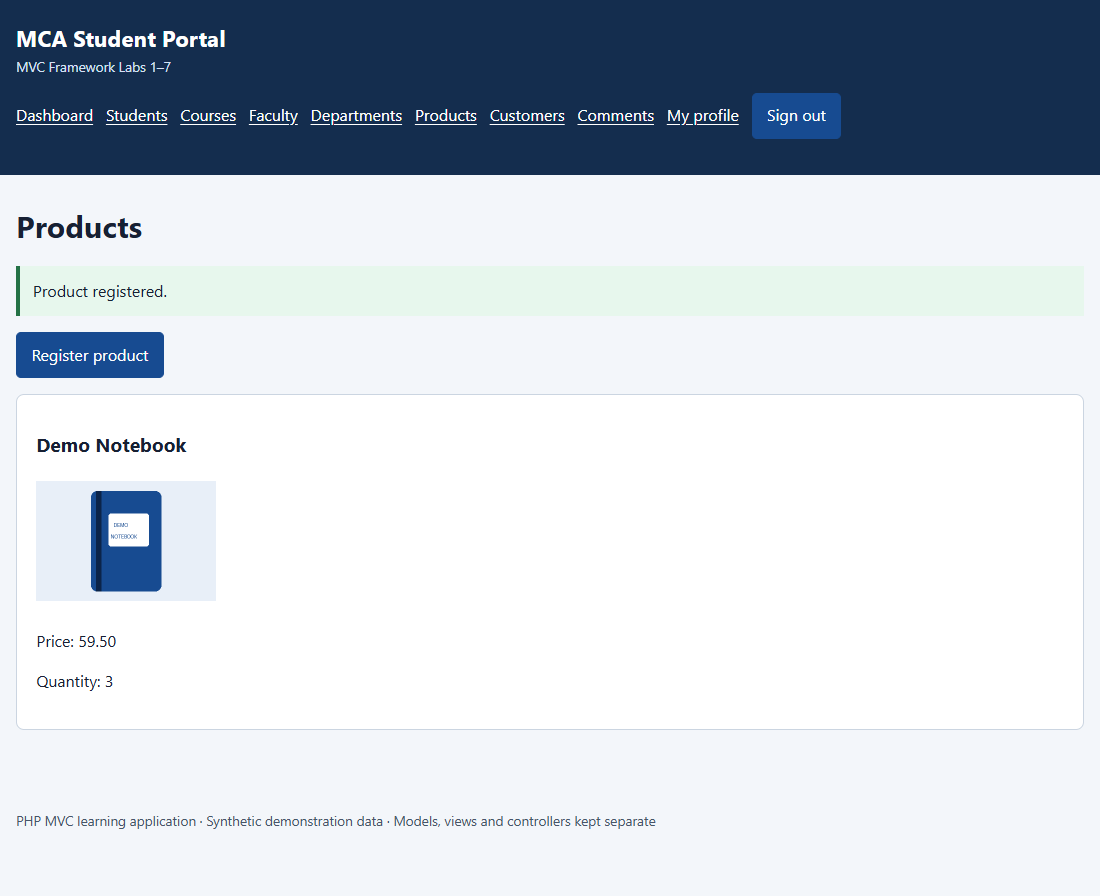 MCA Student Portal
MVC Framework Labs 1–7
Dashboard Students Courses Faculty Departments Products Customers Comments My profile Sign out
Products
Product registered.
Register product
Demo Notebook
DEMO
NOTEBOOK
Price: 59.50
Quantity: 3
PHP MVC learning application · Synthetic demonstration data · Models, views and controllers kept separate